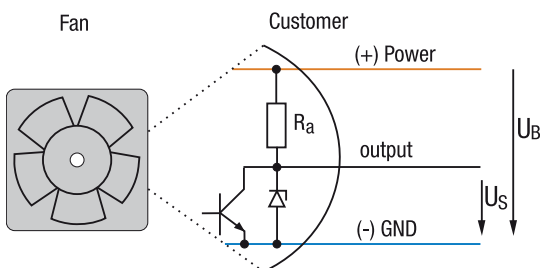 Fan
Customer
(+) Power
Ra
output
UB
US
(-) GND